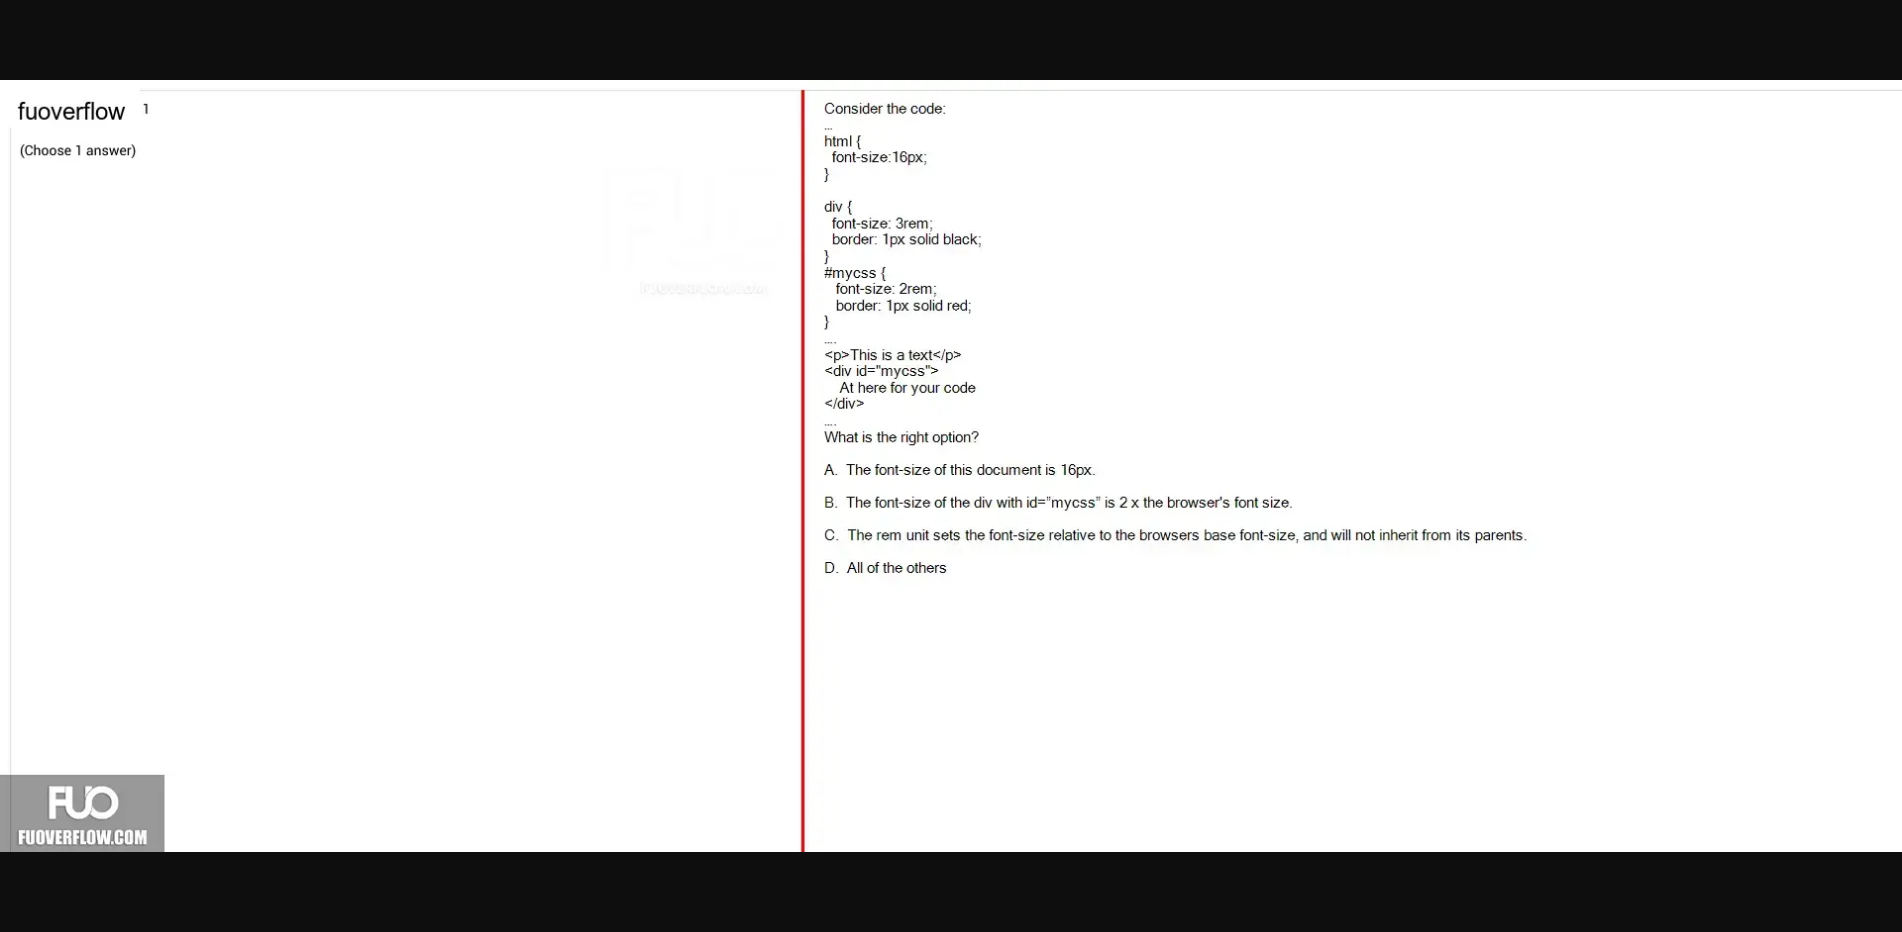 fuoverflow 1
(Choose 1 answer)
Consider the code:
...
html {
font-size:16px;
}
div {
font-size: 3rem;
border: 1px solid black;
}
#mycss {
font-size: 2rem;
border: 1px solid red;
}
....
<p>This is a text</p>
<div id="mycss">
At here for your code
</div>
....
What is the right option?
A. The font-size of this document is 16px.
B. The font-size of the div with id="mycss" is 2 x the browser's font size.
C. The rem unit sets the font-size relative to the browsers base font-size, and will not inherit from its parents.
D. All of the others
FUO
FUOVERFLOW.COM
FUOVERFLOW.COM